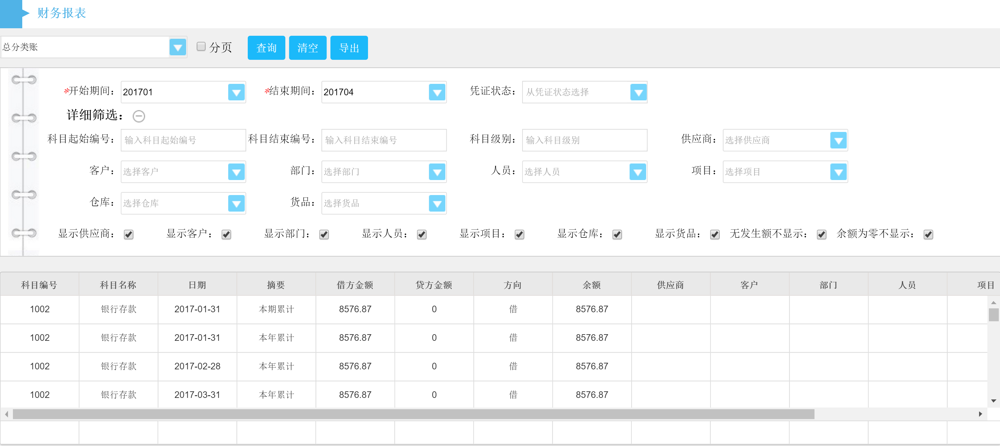 财务报表
总分类账 分页 查询 清空 导出
*开始期间： 201701 *结束期间： 201704 凭证状态： 从凭证状态选择
详细筛选：
科目起始编号： 输入科目起始编号 科目结束编号： 输入科目结束编号 科目级别： 输入科目级别 供应商： 选择供应商
客户： 选择客户 部门： 选择部门 人员： 选择人员 项目： 选择项目
仓库： 选择仓库 货品： 选择货品
显示供应商： 显示客户： 显示部门： 显示人员： 显示项目： 显示仓库： 显示货品： 无发生额不显示： 余额为零不显示：
科目编号 科目名称 日期 摘要 借方金额 贷方金额 方向 余额 供应商 客户 部门 人员 项目
1002 银行存款 2017-01-31 本期累计 8576.87 0 借 8576.87
1002 银行存款 2017-01-31 本年累计 8576.87 0 借 8576.87
1002 银行存款 2017-02-28 本年累计 8576.87 0 借 8576.87
1002 银行存款 2017-03-31 本年累计 8576.87 0 借 8576.87